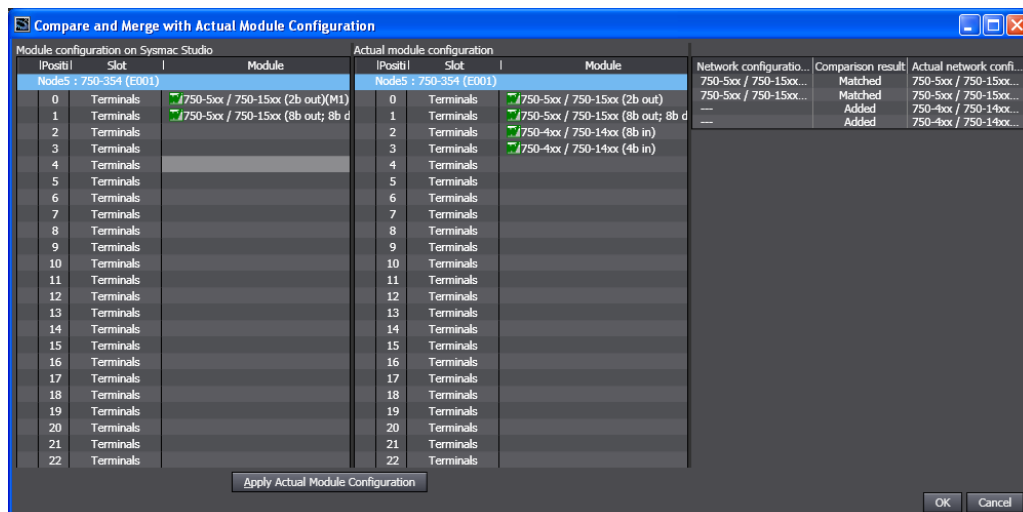 Compare and Merge with Actual Module Configuration
Module configuration on Sysmac Studio
|Positi| Slot | Module
Node5 : 750-354 (E001)
0 Terminals 750-5xx / 750-15xx (2b out)(M1)
1 Terminals 750-5xx / 750-15xx (8b out; 8b d
2 Terminals
3 Terminals
4 Terminals
5 Terminals
6 Terminals
7 Terminals
8 Terminals
9 Terminals
10 Terminals
11 Terminals
12 Terminals
13 Terminals
14 Terminals
15 Terminals
16 Terminals
17 Terminals
18 Terminals
19 Terminals
20 Terminals
21 Terminals
22 Terminals
Actual module configuration
|Positi| Slot | Module
Node5 : 750-354 (E001)
0 Terminals 750-5xx / 750-15xx (2b out)
1 Terminals 750-5xx / 750-15xx (8b out; 8b d
2 Terminals 750-4xx / 750-14xx (8b in)
3 Terminals 750-4xx / 750-14xx (4b in)
4 Terminals
5 Terminals
6 Terminals
7 Terminals
8 Terminals
9 Terminals
10 Terminals
11 Terminals
12 Terminals
13 Terminals
14 Terminals
15 Terminals
16 Terminals
17 Terminals
18 Terminals
19 Terminals
20 Terminals
21 Terminals
22 Terminals
Network configuratio... Comparison result Actual network confi...
750-5xx / 750-15xx... Matched 750-5xx / 750-15xx...
750-5xx / 750-15xx... Matched 750-5xx / 750-15xx...
--- Added 750-4xx / 750-14xx...
--- Added 750-4xx / 750-14xx...
Apply Actual Module Configuration
OK Cancel